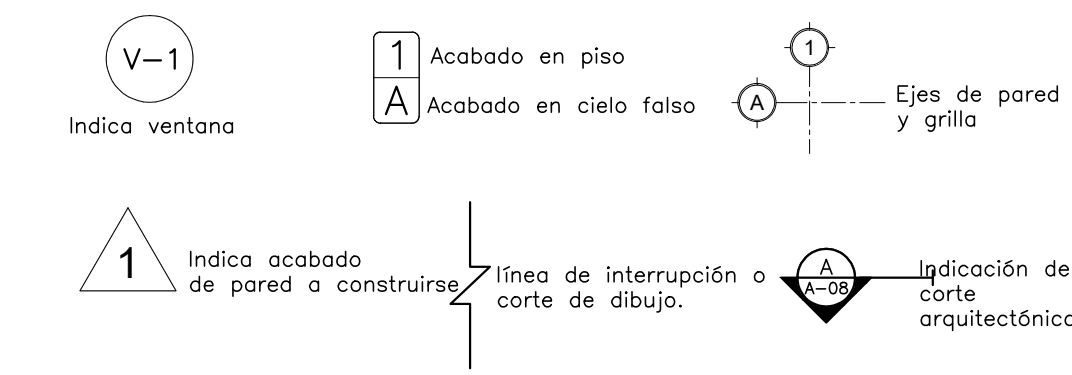 V-1
Indica ventana
1
Acabado en piso
A
Acabado en cielo falso
1
A
Ejes de pared
y grilla
1
Indica acabado
de pared a construirse
línea de interrupción o
corte de dibujo.
A
A-08
Indicación de
corte
arquitectónico